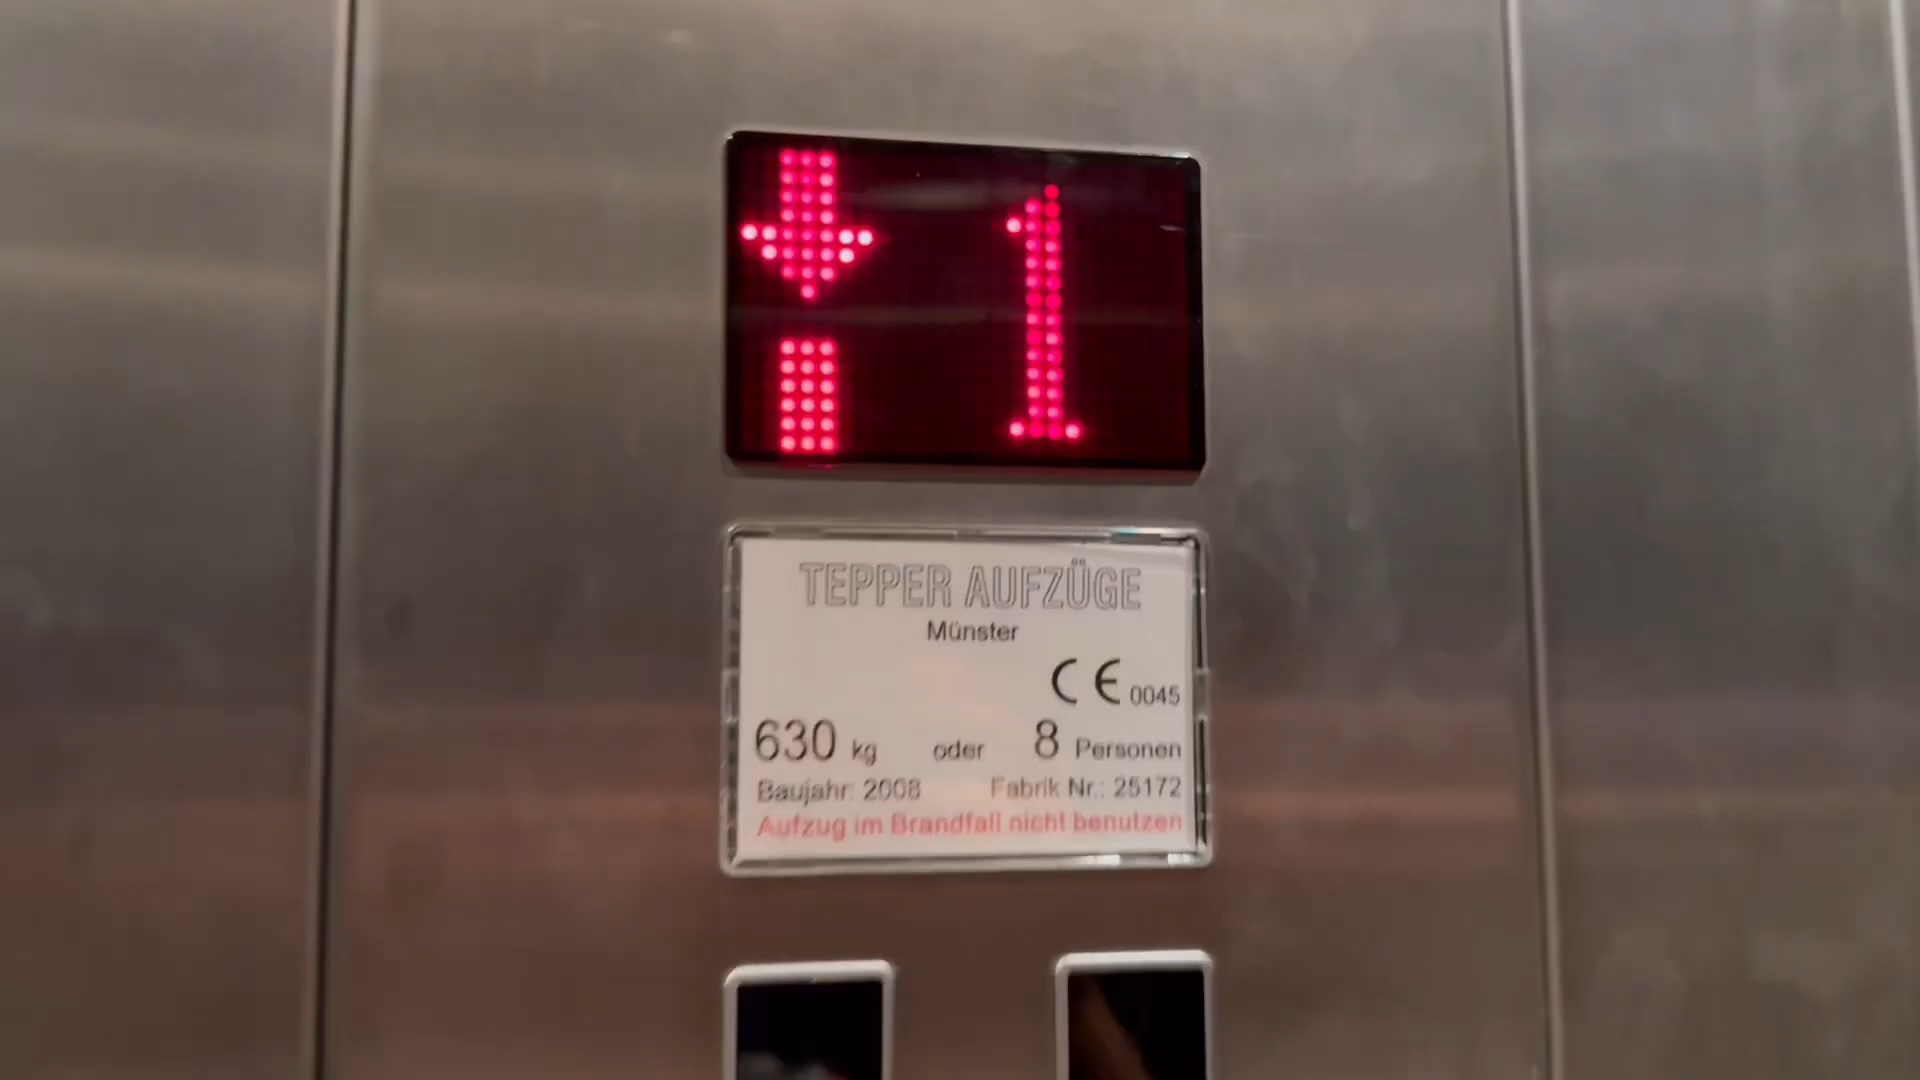 1
TEPPER AUFZÜGE
Münster
CE 0045
630 kg oder 8 Personen
Baujahr: 2008 Fabrik Nr.: 25172
Aufzug im Brandfall nicht benutzen